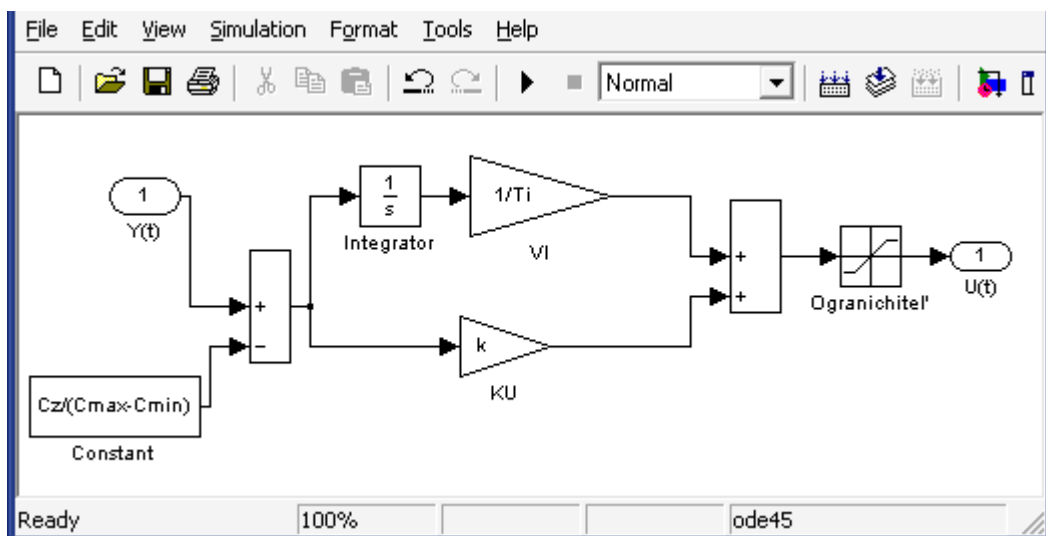 File Edit View Simulation Format Tools Help
Normal
1
Y(t)
1
s
Integrator
1/Ti
VI
+
−
k
KU
Cz/(Cmax-Cmin)
Constant
+
+
Ogranichitel'
1
U(t)
Ready 100% ode45